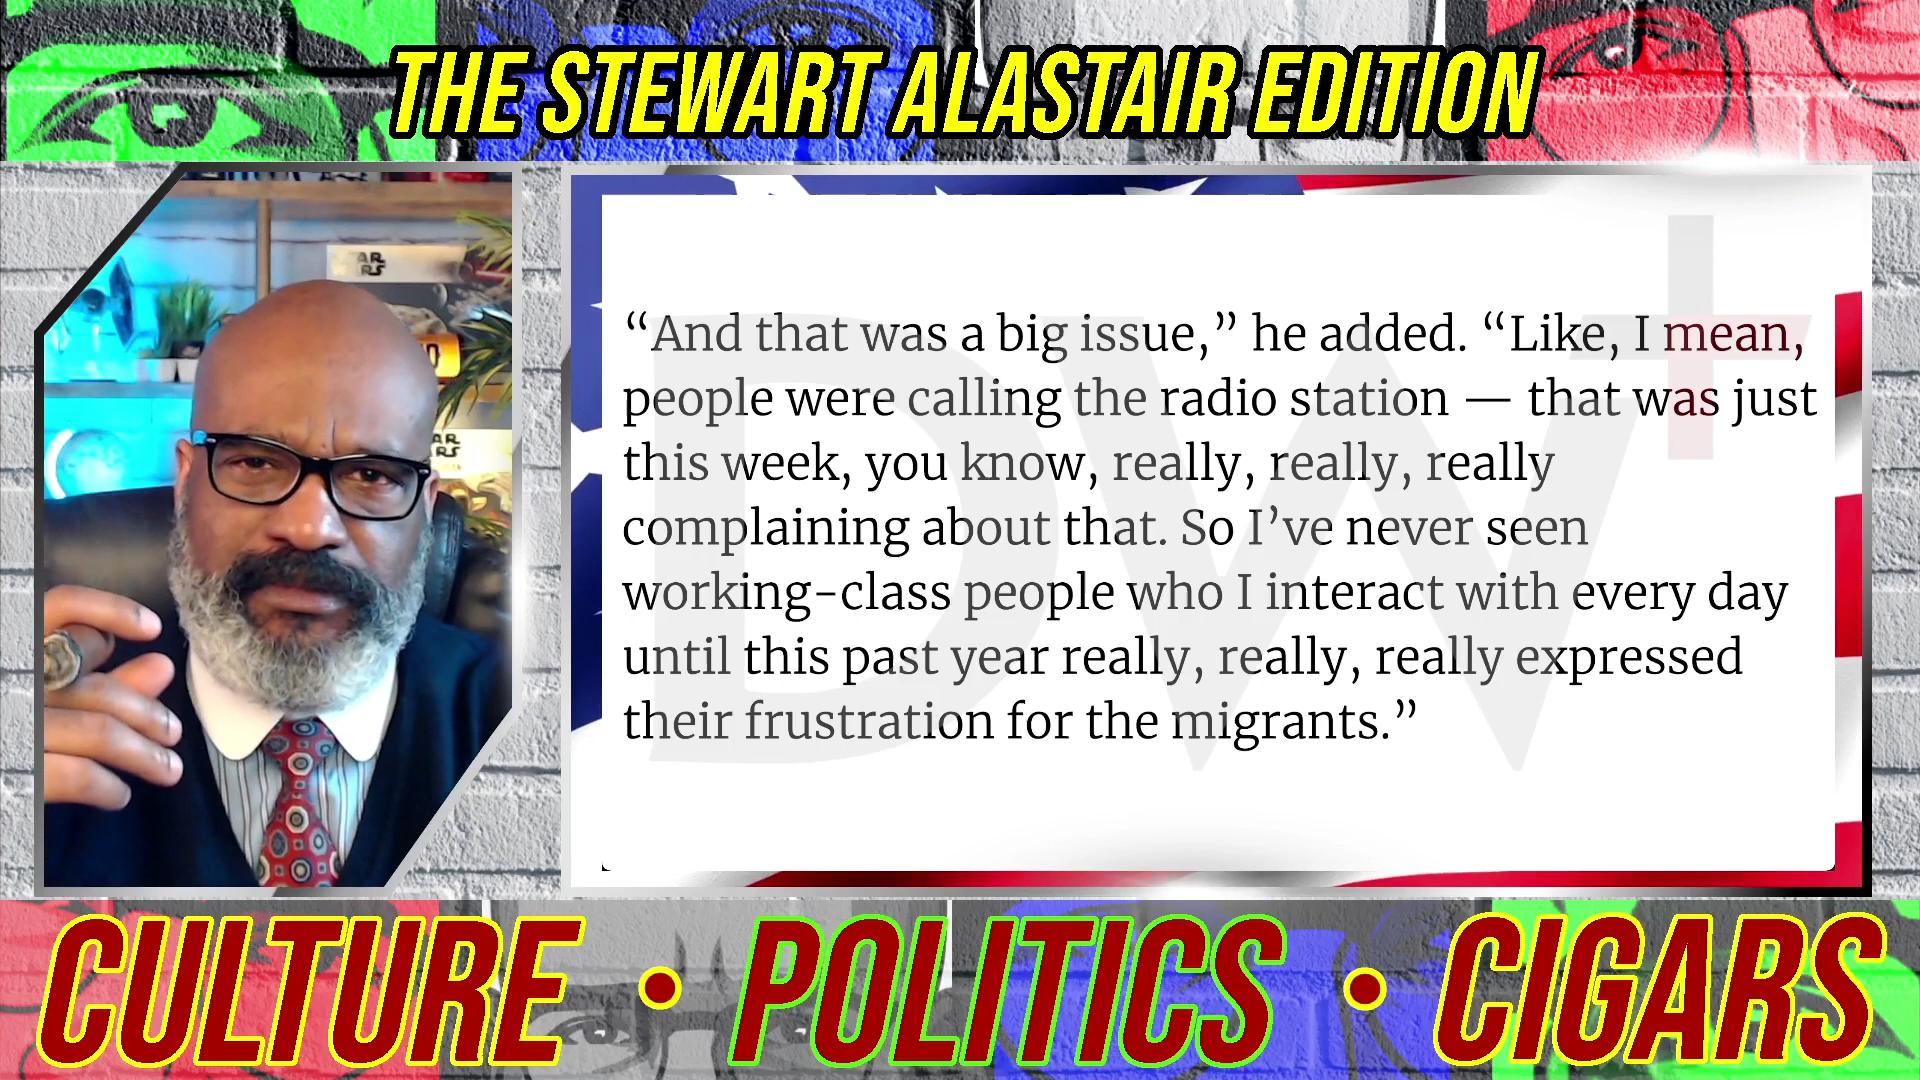 THE STEWART ALASTAIR EDITION
“And that was a big issue,” he added. “Like, I mean,
people were calling the radio station — that was just
this week, you know, really, really, really
complaining about that. So I’ve never seen
working-class people who I interact with every day
until this past year really, really, really expressed
their frustration for the migrants.”
DW+
CULTURE • POLITICS • CIGARS